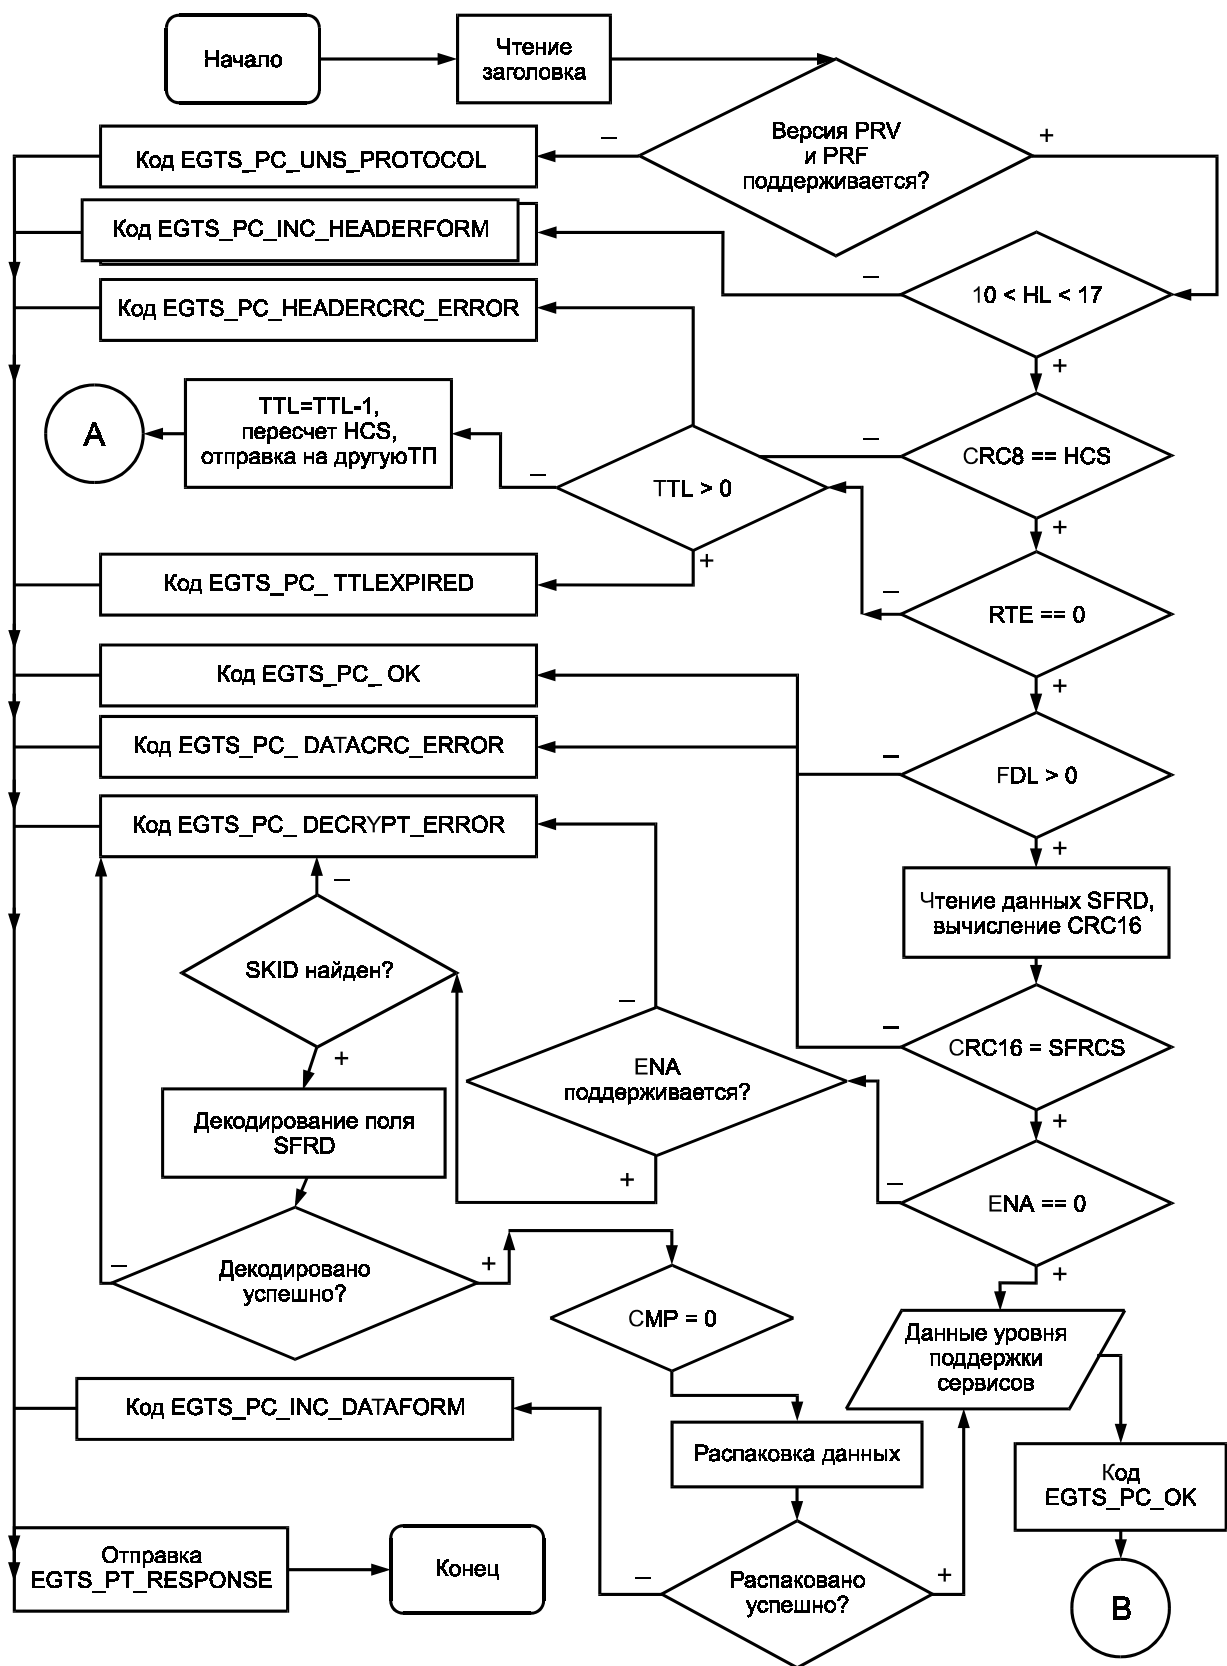 Начало
Чтение
заголовка
Версия PRV
и PRF
поддерживается?
–
+
Код EGTS_PC_UNS_PROTOCOL
Код EGTS_PC_INC_HEADERFORM
–
10 < HL < 17
+
Код EGTS_PC_HEADERCRC_ERROR
A
TTL=TTL-1,
пересчет HCS,
отправка на другуюТП
–
TTL > 0
+
–
CRC8 == HCS
+
Код EGTS_PC_ TTLEXPIRED
–
RTE == 0
+
Код EGTS_PC_ OK
Код EGTS_PC_ DATACRC_ERROR
–
FDL > 0
+
Код EGTS_PC_ DECRYPT_ERROR
–
Чтение данных SFRD,
вычисление CRC16
SKID найден?
+
–
ENA
поддерживается?
+
–
CRC16 = SFRCS
+
Декодирование поля
SFRD
–
ENA == 0
+
–
Декодировано
успешно?
+
CMP = 0
Данные уровня
поддержки
сервисов
Код EGTS_PC_INC_DATAFORM
Распаковка данных
Код
EGTS_PC_OK
Отправка
EGTS_PT_RESPONSE
Конец
–
Распаковано
успешно?
+
B